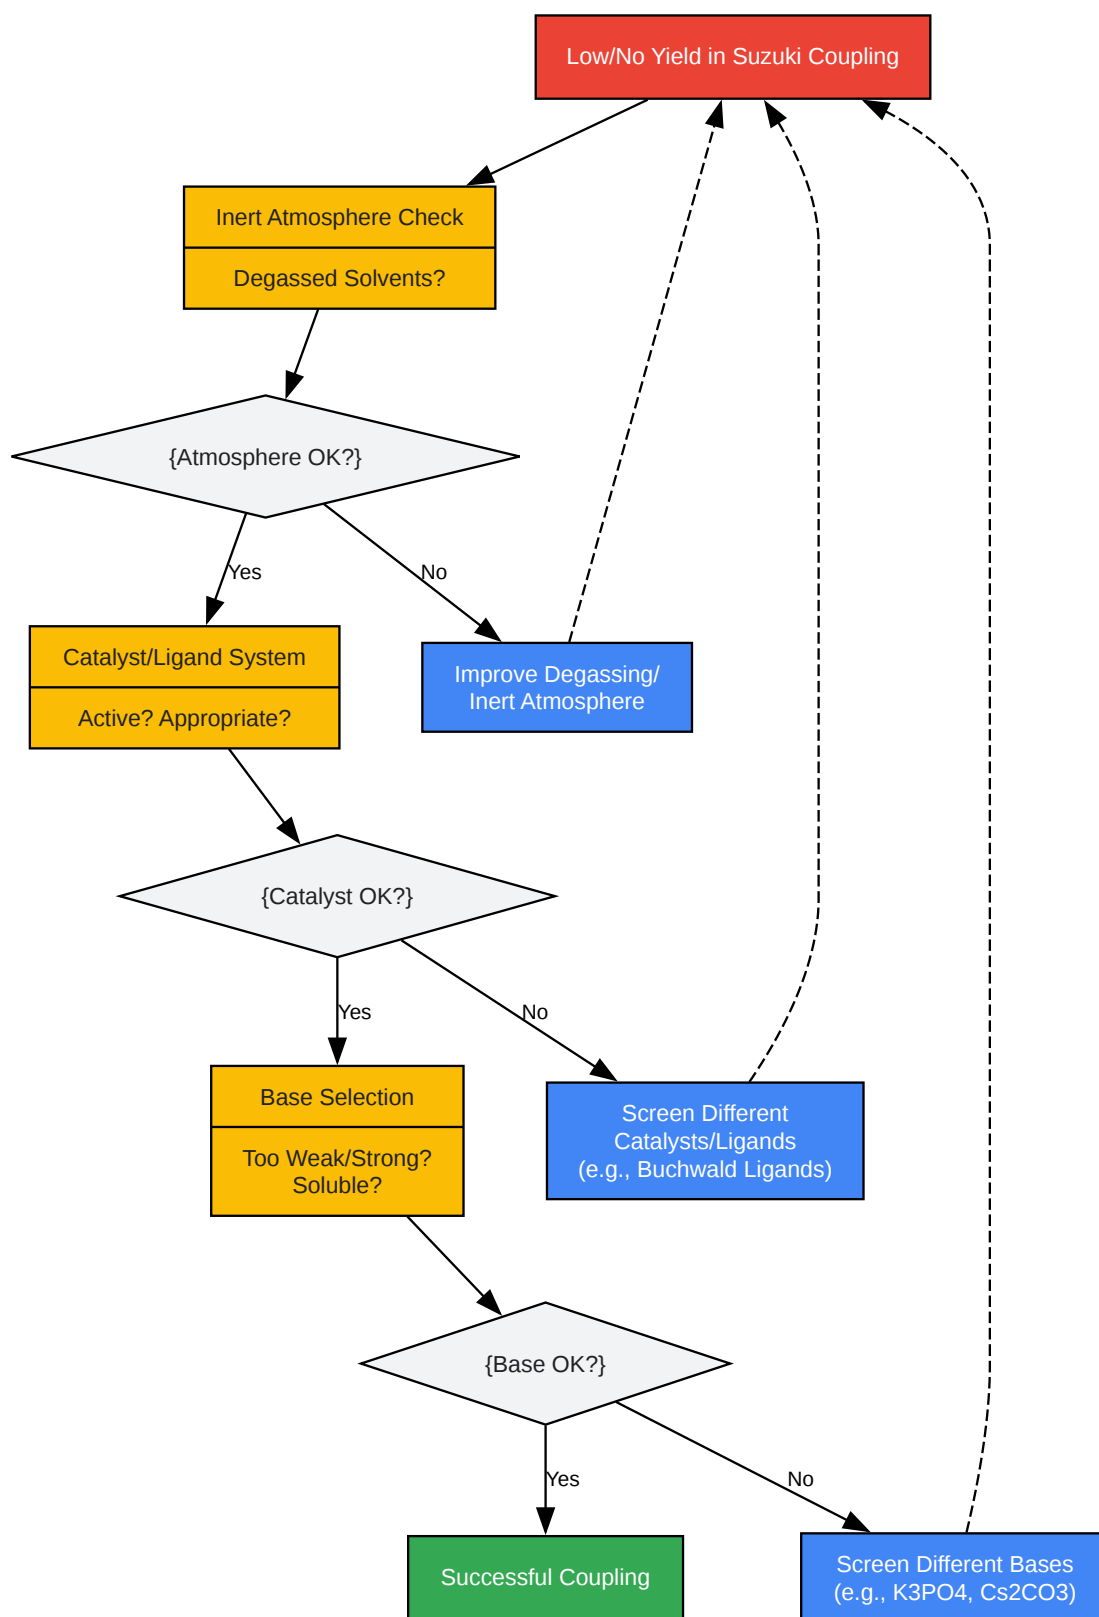 Low/No Yield in Suzuki Coupling
Inert Atmosphere Check
Degassed Solvents?
{Atmosphere OK?}
Yes
No
Catalyst/Ligand System
Active? Appropriate?
Improve Degassing/
Inert Atmosphere
{Catalyst OK?}
Yes
No
Base Selection
Too Weak/Strong?
Soluble?
Screen Different
Catalysts/Ligands
(e.g., Buchwald Ligands)
{Base OK?}
Yes
No
Successful Coupling
Screen Different Bases
(e.g., K3PO4, Cs2CO3)